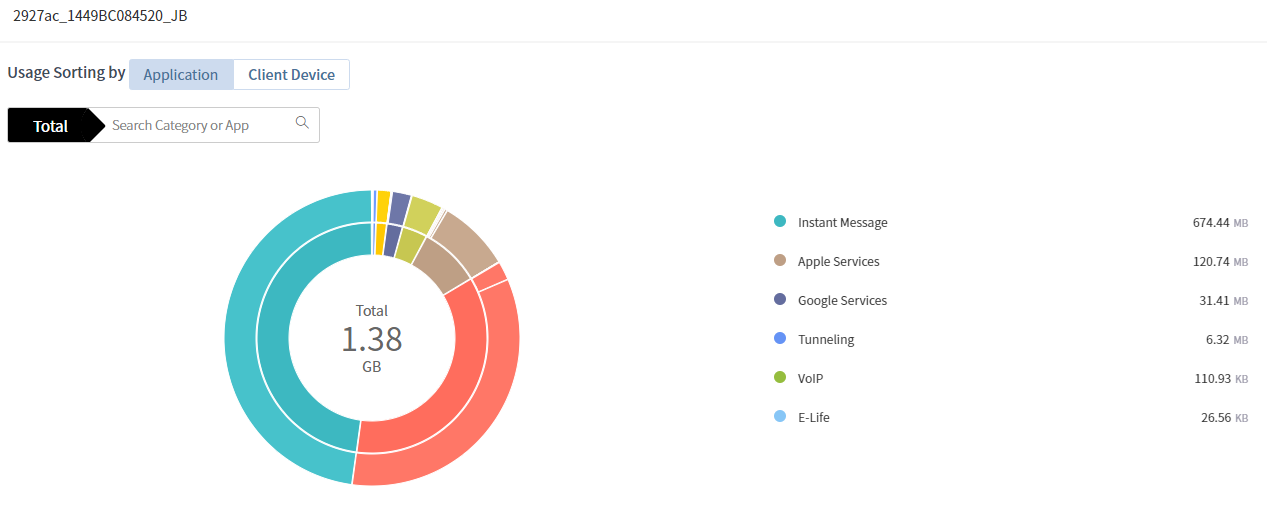 2927ac_1449BC084520_JB
Usage Sorting by Application Client Device
Total Search Category or App
Total
1.38
GB
Instant Message 674.44 MB
Apple Services 120.74 MB
Google Services 31.41 MB
Tunneling 6.32 MB
VoIP 110.93 KB
E-Life 26.56 KB